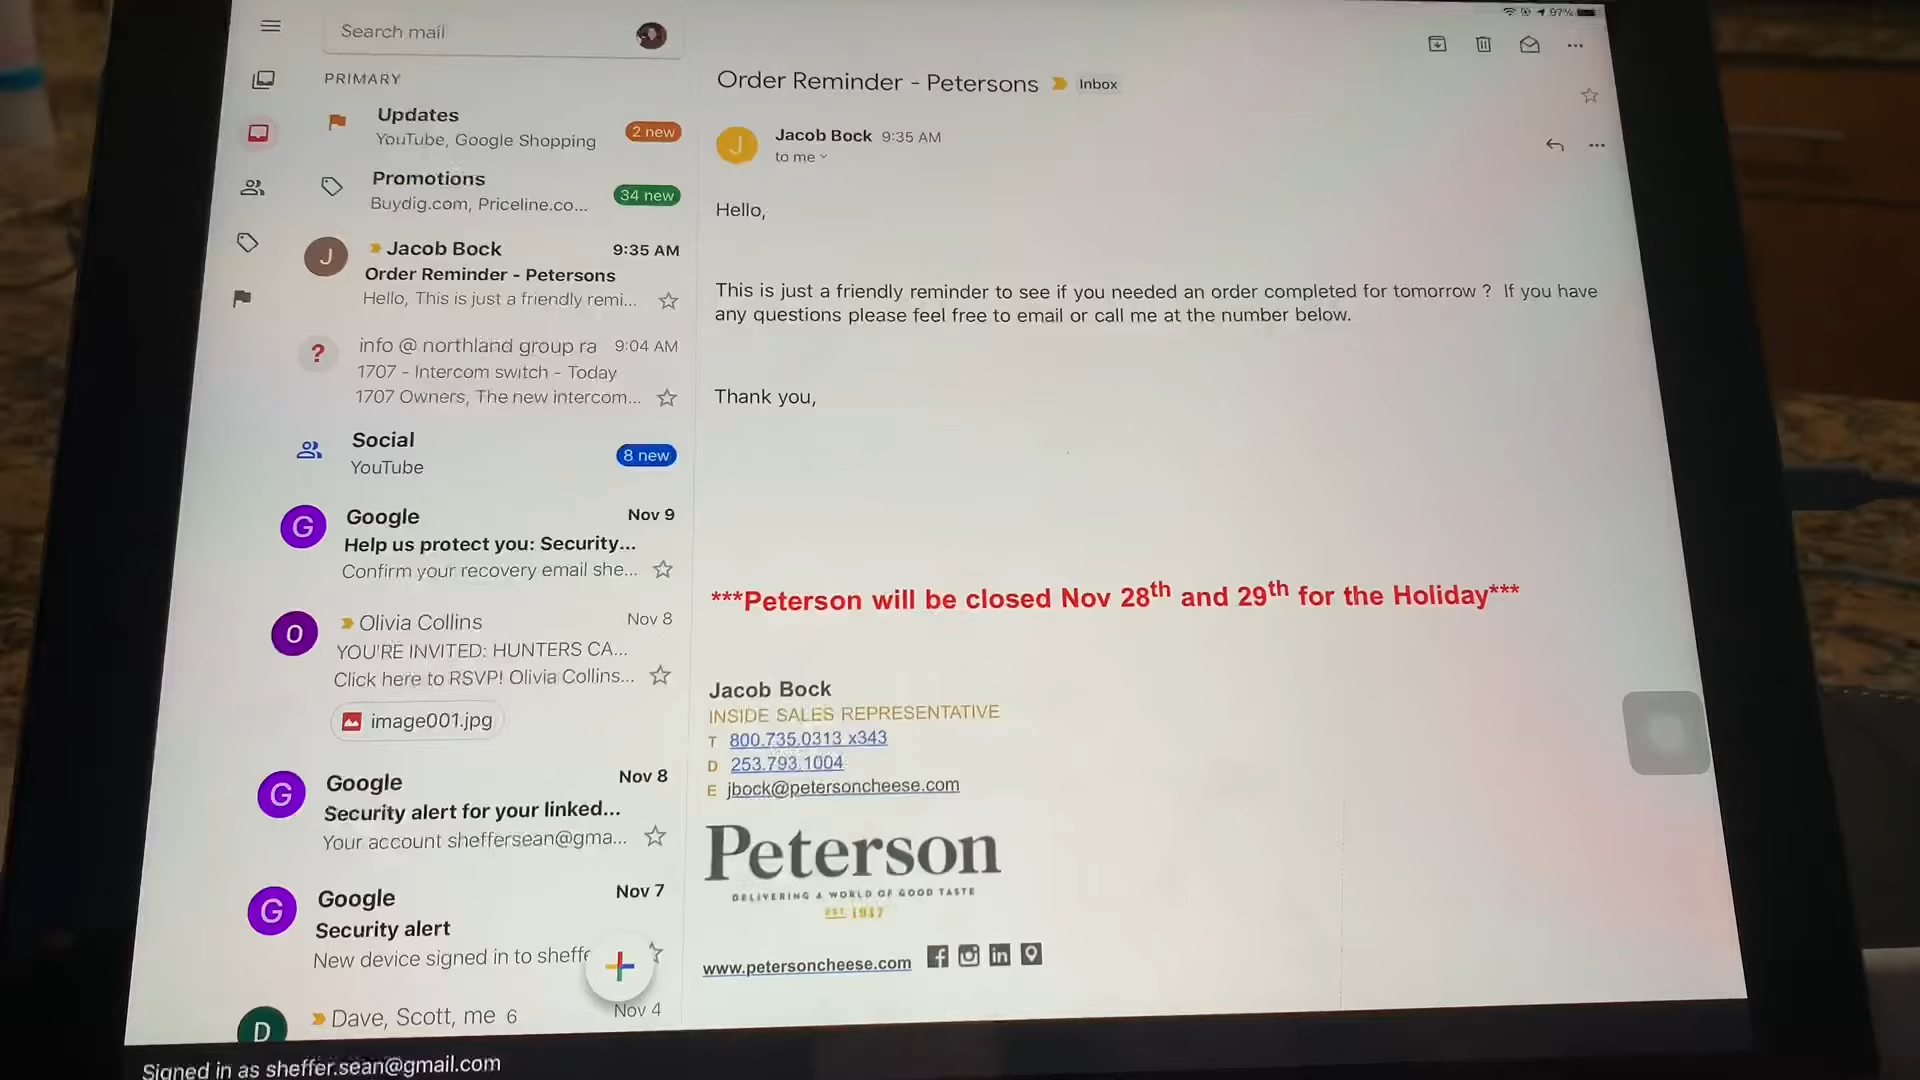 97%
Search mail
PRIMARY
Updates
2 new
YouTube, Google Shopping
Promotions
34 new
Buydig.com, Priceline.co...
J
Jacob Bock
9:35 AM
Order Reminder - Petersons
Hello, This is just a friendly remi...
?
info @ northland group ra
9:04 AM
1707 - Intercom switch - Today
1707 Owners, The new intercom...
Social
8 new
YouTube
G
Google
Nov 9
Help us protect you: Security...
Confirm your recovery email she...
O
Olivia Collins
Nov 8
YOU'RE INVITED: HUNTERS CA...
Click here to RSVP! Olivia Collins...
image001.jpg
G
Google
Nov 8
Security alert for your linked...
Your account sheffersean@gma...
G
Google
Nov 7
Security alert
New device signed in to sheffe
D
Dave, Scott, me 6
Nov 4
Signed in as sheffer.sean@gmail.com
Order Reminder - Petersons
Inbox
J
Jacob Bock 9:35 AM
to me
Hello,
This is just a friendly reminder to see if you needed an order completed for tomorrow ? If you have
any questions please feel free to email or call me at the number below.
Thank you,
***Peterson will be closed Nov 28th and 29th for the Holiday***
Jacob Bock
INSIDE SALES REPRESENTATIVE
T 800.735.0313 x343
D 253.793.1004
E jbock@petersoncheese.com
Peterson
DELIVERING A WORLD OF GOOD TASTE
EST 1947
www.petersoncheese.com